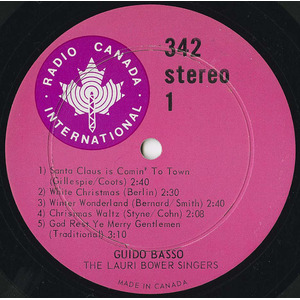 RADIO CANADA
INTERNATIONAL
342
stereo
1
1) Santa Claus is Comin' To Town
(Gillespie/Coots) 2:40
2) White Christmas (Berlin) 2:30
3) Winter Wonderland (Bernard/Smith) 2:40
4) Christmas Waltz (Styne/Cohn) 2:08
5) God Rest Ye Merry Gentlemen
(Traditional) 3:10
GUIDO BASSO
THE LAURI BOWER SINGERS
MADE IN CANADA